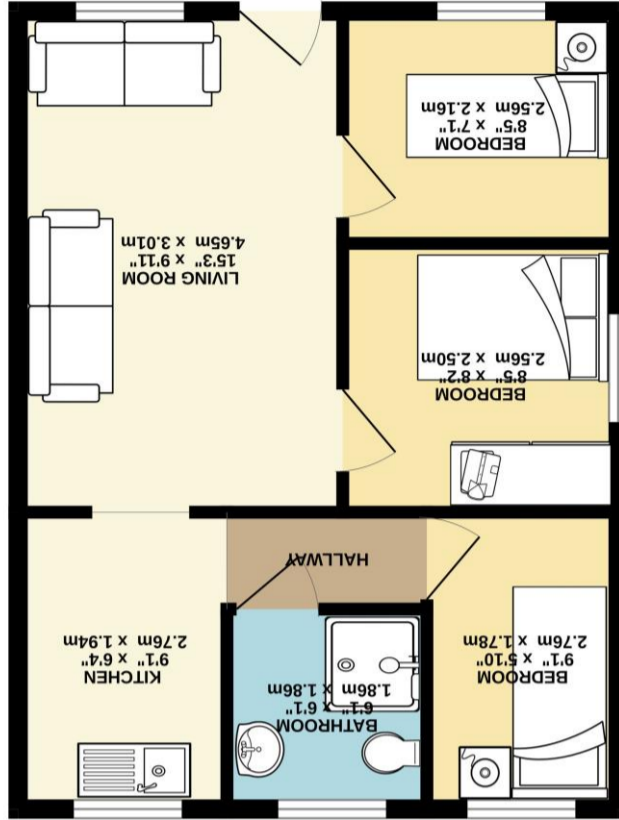 BEDROOM
9'1" x 5'10"
2.76m x 1.78m
BATHROOM
6'1" x 6'1"
1.86m x 1.86m
KITCHEN
9'1" x 6'4"
2.76m x 1.94m
HALLWAY
BEDROOM
8'5" x 8'2"
2.56m x 2.50m
LIVING ROOM
15'3" x 9'11"
4.65m x 3.01m
BEDROOM
8'5" x 7'1"
2.56m x 2.16m